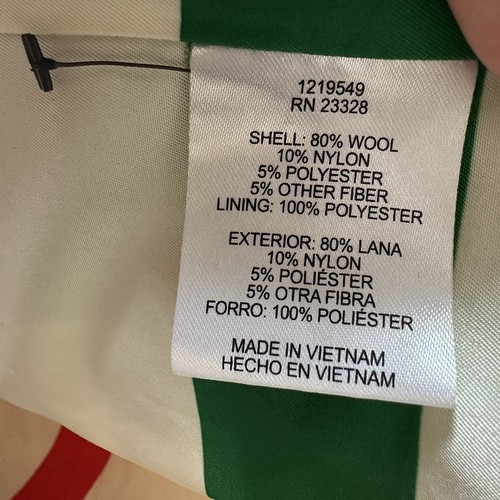 1219549
RN 23328
SHELL: 80% WOOL
10% NYLON
5% POLYESTER
5% OTHER FIBER
LINING: 100% POLYESTER
EXTERIOR: 80% LANA
10% NYLON
5% POLIÉSTER
5% OTRA FIBRA
FORRO: 100% POLIÉSTER
MADE IN VIETNAM
HECHO EN VIETNAM